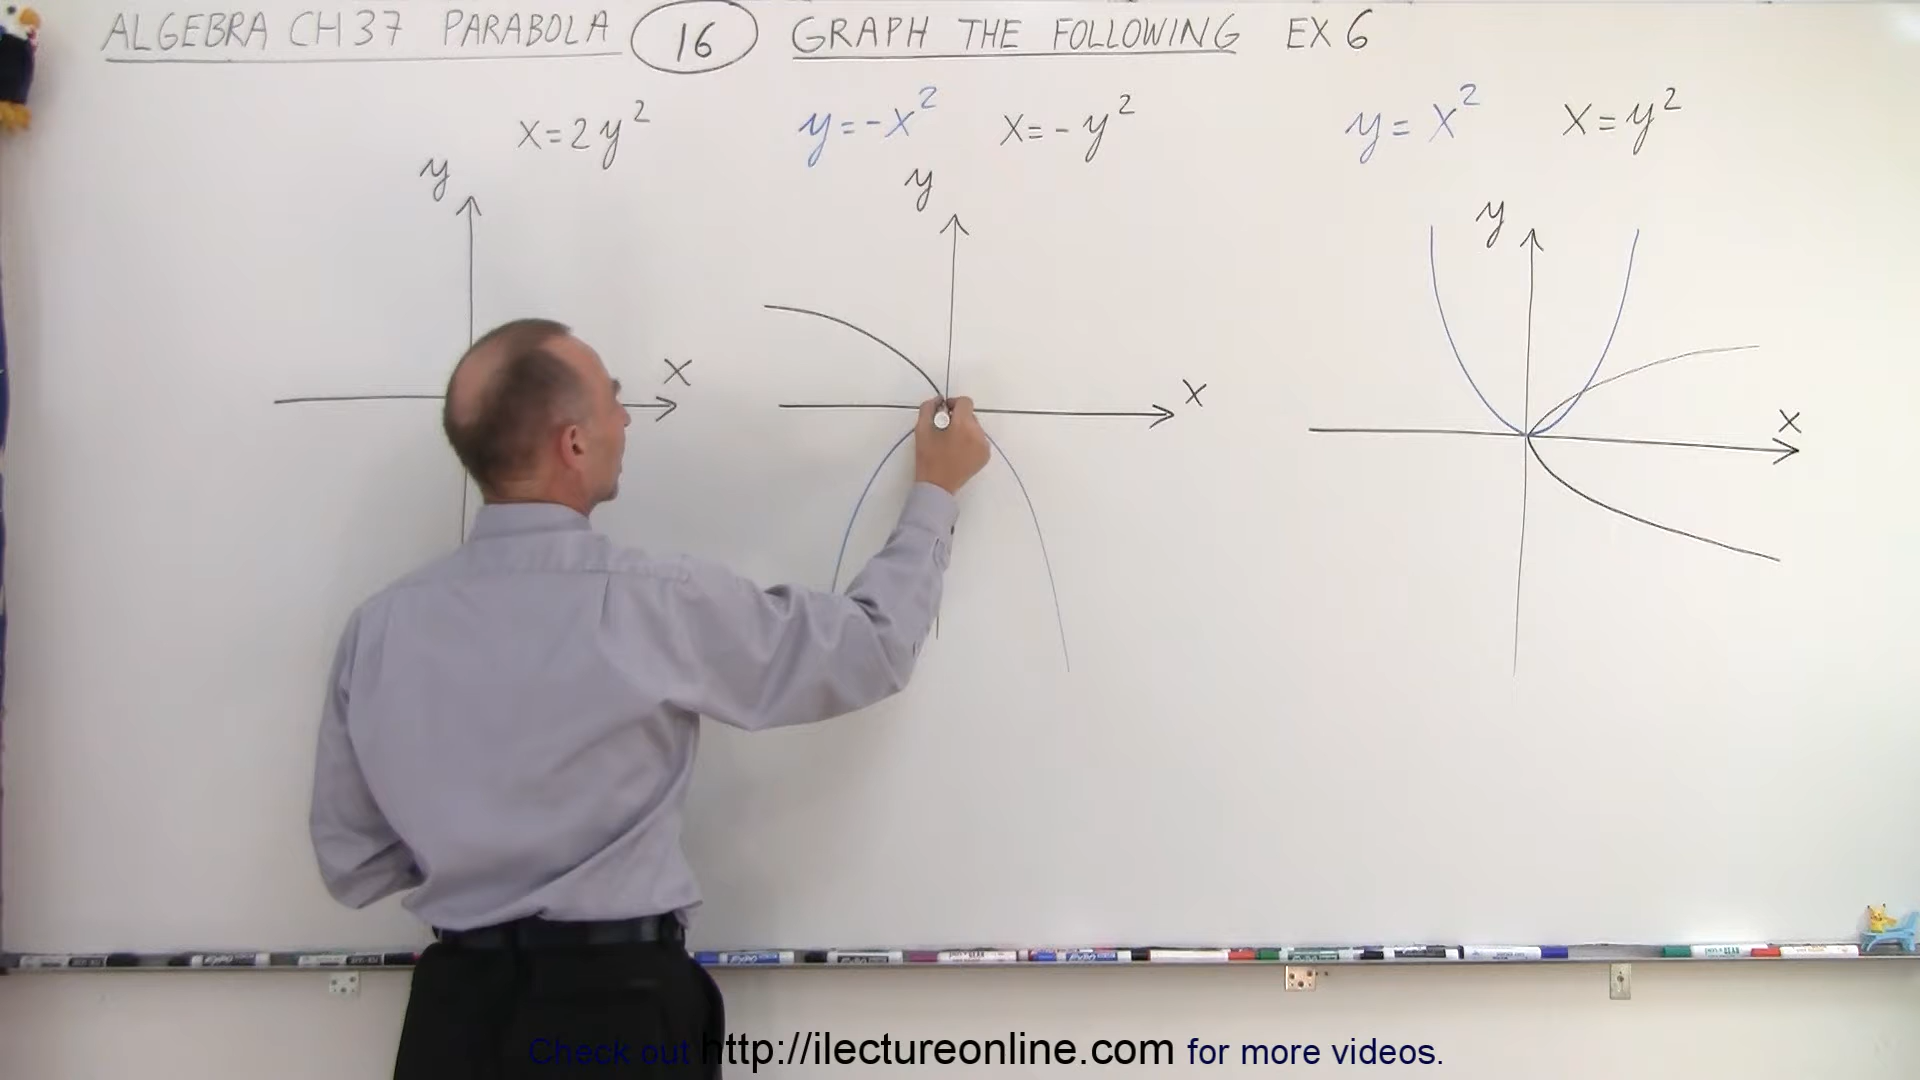 ALGEBRA CH 37 PARABOLA 16 GRAPH THE FOLLOWING EX 6
x = 2y² y = -x² x = -y² y = x² x = y²
y y y
x x x
Check out http://ilectureonline.com for more videos.